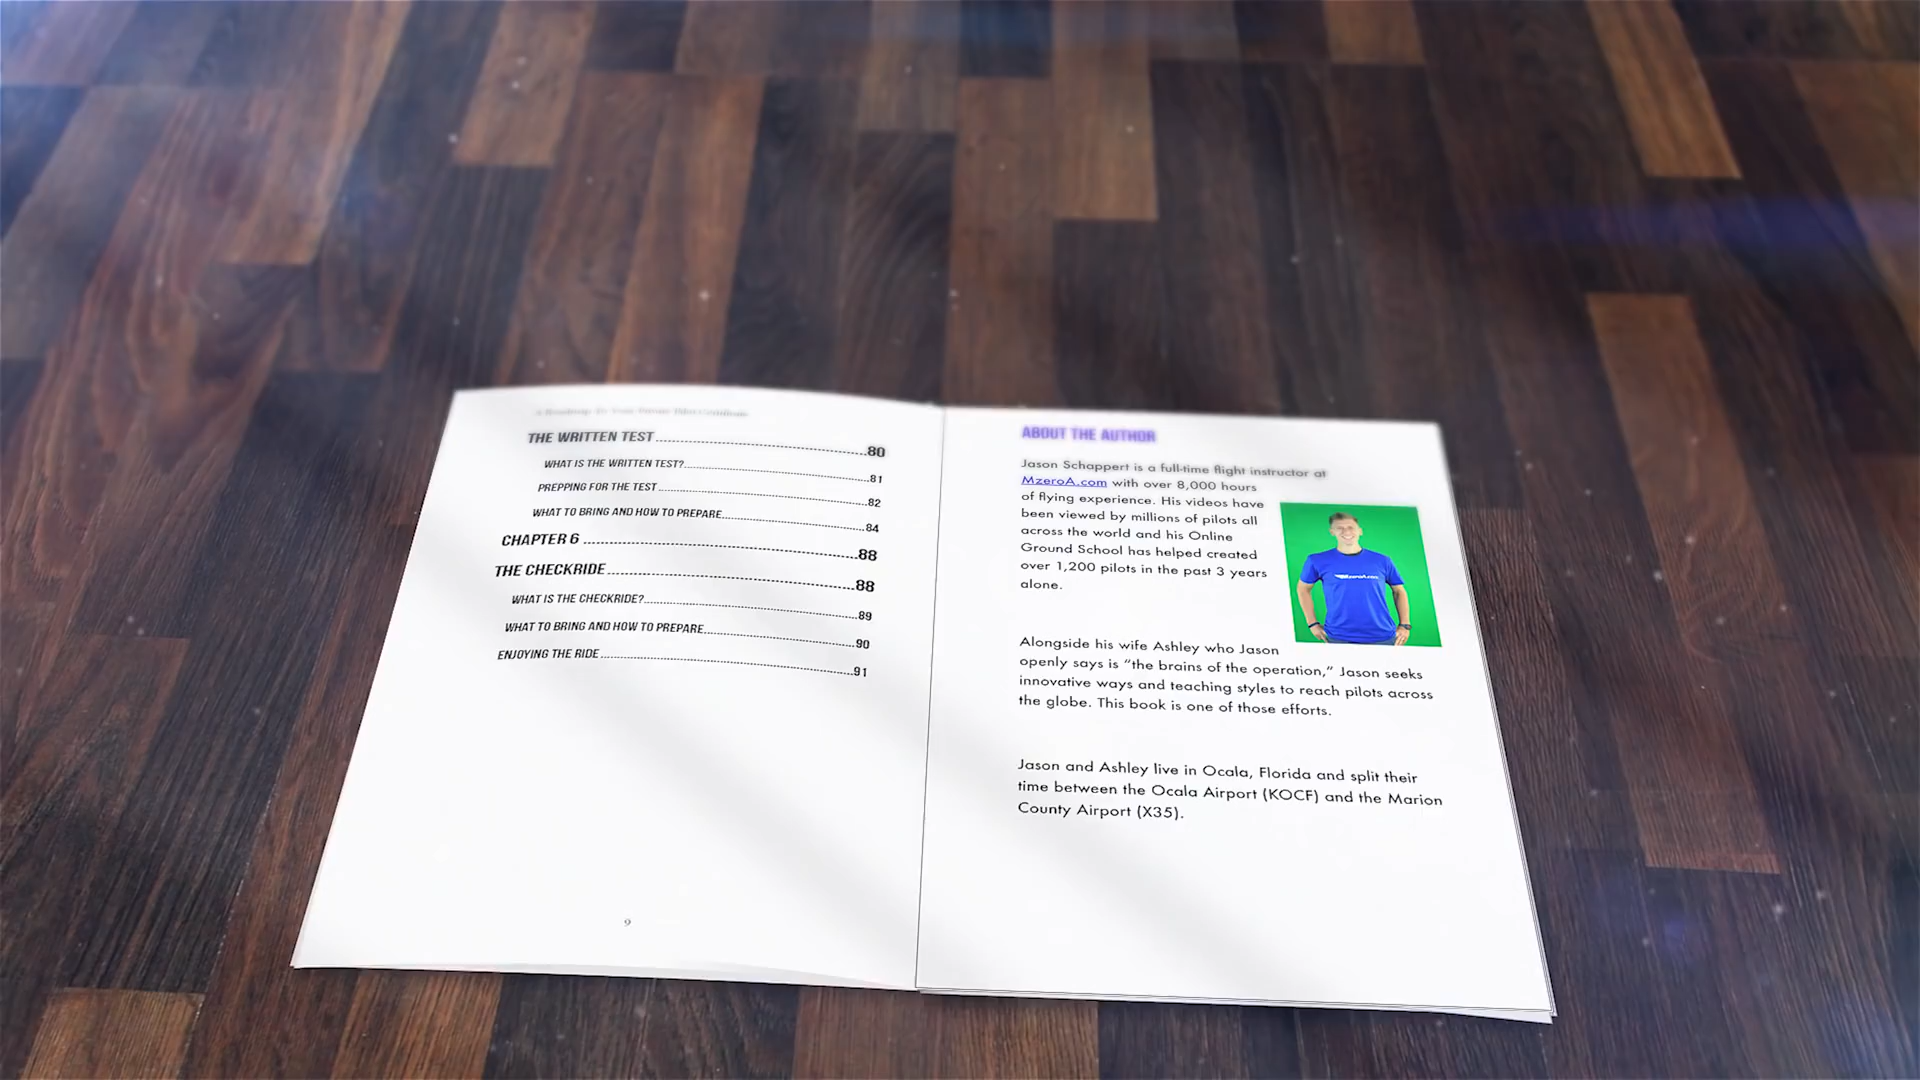 A Roadmap To Your Private Pilot Certificate
THE WRITTEN TEST 80
WHAT IS THE WRITTEN TEST? 81
PREPPING FOR THE TEST 82
WHAT TO BRING AND HOW TO PREPARE 84
CHAPTER 6 88
THE CHECKRIDE 88
WHAT IS THE CHECKRIDE? 89
WHAT TO BRING AND HOW TO PREPARE 90
ENJOYING THE RIDE 91
9
ABOUT THE AUTHOR
Jason Schappert is a full-time flight instructor at
MzeroA.com with over 8,000 hours
of flying experience. His videos have
been viewed by millions of pilots all
across the world and his Online
Ground School has helped created
over 1,200 pilots in the past 3 years
alone.
MzeroA.com
Alongside his wife Ashley who Jason
openly says is “the brains of the operation,” Jason seeks
innovative ways and teaching styles to reach pilots across
the globe. This book is one of those efforts.
Jason and Ashley live in Ocala, Florida and split their
time between the Ocala Airport (KOCF) and the Marion
County Airport (X35).